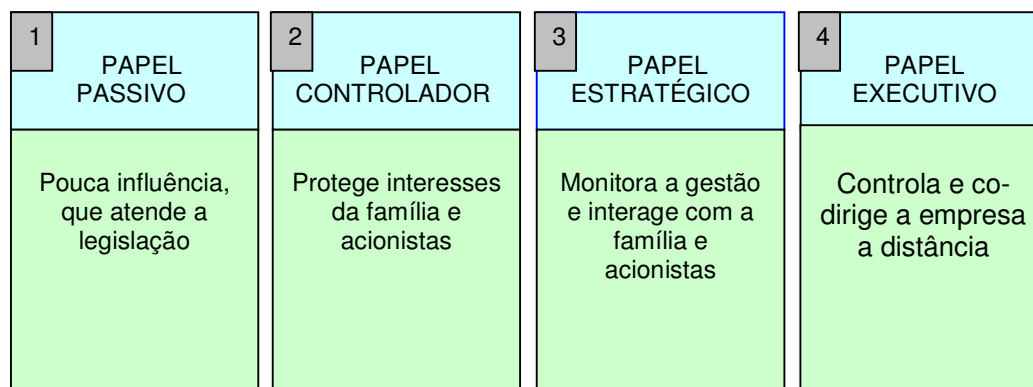 1
PAPEL
PASSIVO
Pouca influência,
que atende a
legislação
2
PAPEL
CONTROLADOR
Protege interesses
da família e
acionistas
3
PAPEL
ESTRATÉGICO
Monitora a gestão
e interage com a
família e
acionistas
4
PAPEL
EXECUTIVO
Controla e co-
dirige a empresa
a distância